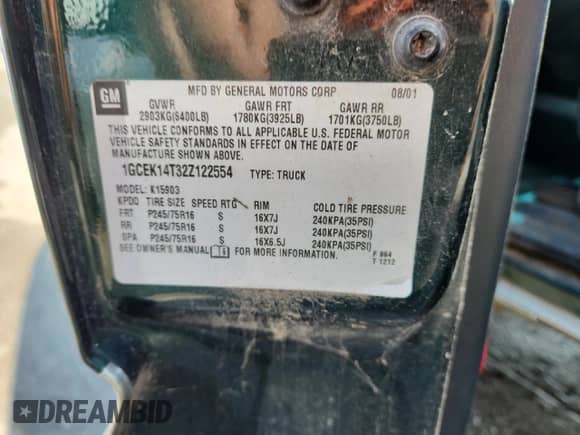 GM
MFD BY GENERAL MOTORS CORP
08/01
GVWR GAWR FRT GAWR RR
2903KG(6400LB) 1780KG(3925LB) 1701KG(3750LB)
THIS VEHICLE CONFORMS TO ALL APPLICABLE U.S. FEDERAL MOTOR
VEHICLE SAFETY STANDARDS IN EFFECT ON THE DATE OF
MANUFACTURE SHOWN ABOVE.
1GCEK14T32Z122554 TYPE: TRUCK
MODEL: K15903
KPDQ TIRE SIZE SPEED RTG RIM COLD TIRE PRESSURE
FRT P245/75R16 S 16X7J 240KPA(35PSI)
RR P245/75R16 S 16X7J 240KPA(35PSI)
SPA P245/75R16 S 16X6.5J 240KPA(35PSI)
SEE OWNER'S MANUAL FOR MORE INFORMATION.
F 864
T 1212
DREAMBID